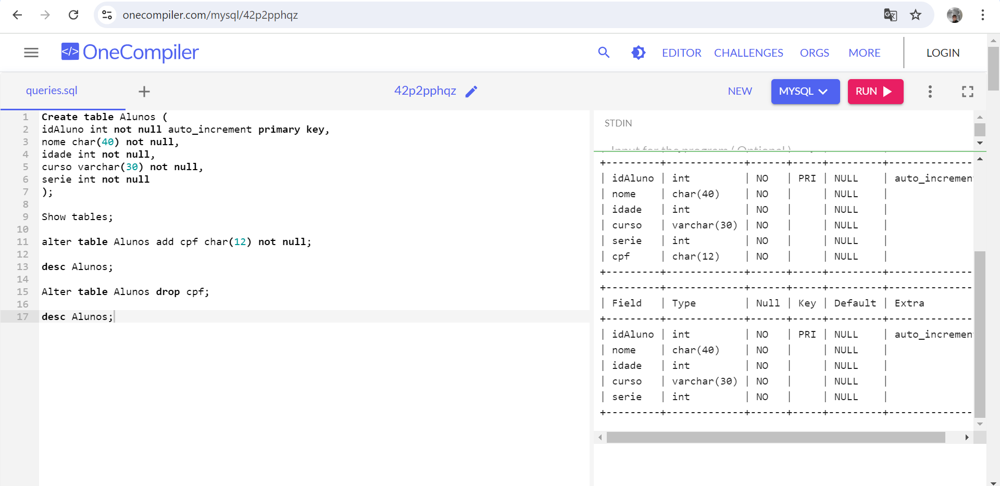 onecompiler.com/mysql/42p2pphqz
</> OneCompiler
EDITOR CHALLENGES ORGS MORE LOGIN
queries.sql + 42p2pphqz NEW MYSQL RUN
1 Create table Alunos (
2 idAluno int not null auto_increment primary key,
3 nome char(40) not null,
4 idade int not null,
5 curso varchar(30) not null,
6 serie int not null
7 );
8
9 Show tables;
10
11 alter table Alunos add cpf char(12) not null;
12
13 desc Alunos;
14
15 Alter table Alunos drop cpf;
16
17 desc Alunos;
STDIN
Input for the program ( Optional )
+---------+-------------+------+-----+---------+--------------
| idAluno | int | NO | PRI | NULL | auto_increment
| nome | char(40) | NO | | NULL |
| idade | int | NO | | NULL |
| curso | varchar(30) | NO | | NULL |
| serie | int | NO | | NULL |
| cpf | char(12) | NO | | NULL |
+---------+-------------+------+-----+---------+--------------
+---------+-------------+------+-----+---------+--------------
| Field | Type | Null | Key | Default | Extra
+---------+-------------+------+-----+---------+--------------
| idAluno | int | NO | PRI | NULL | auto_increment
| nome | char(40) | NO | | NULL |
| idade | int | NO | | NULL |
| curso | varchar(30) | NO | | NULL |
| serie | int | NO | | NULL |
+---------+-------------+------+-----+---------+--------------